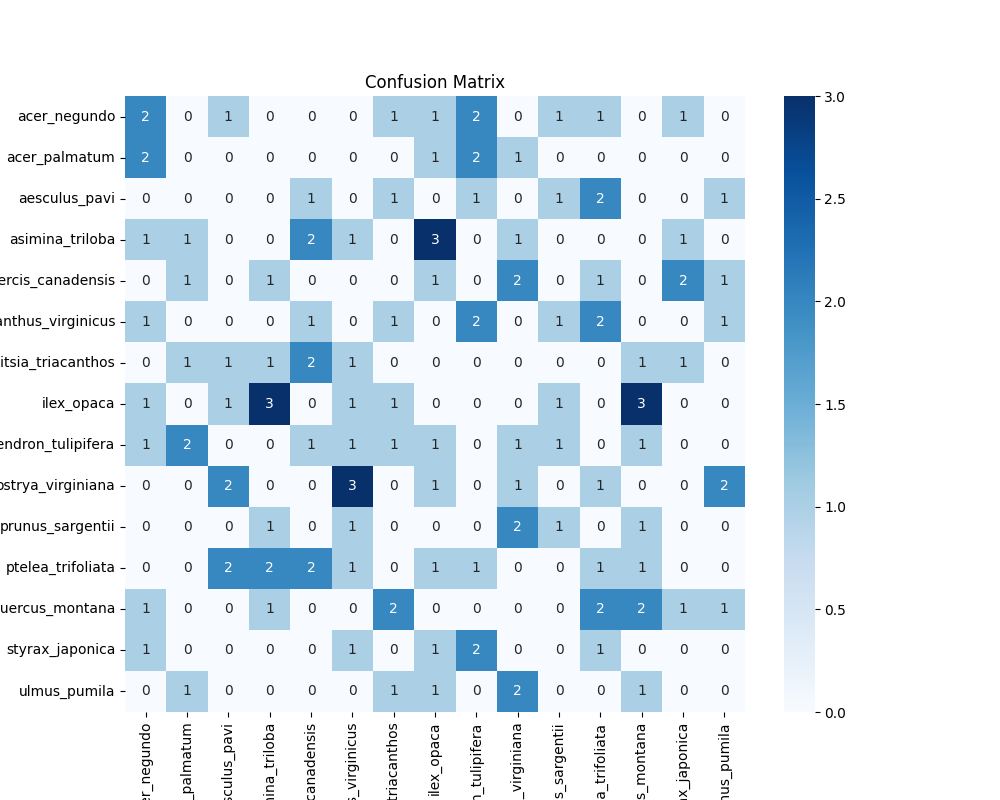 Confusion Matrix
acer_negundo 2 0 1 0 0 0 1 1 2 0 1 1 0 1 0
acer_palmatum 2 0 0 0 0 0 0 1 2 1 0 0 0 0 0
aesculus_pavi 0 0 0 0 1 0 1 0 1 0 1 2 0 0 1
asimina_triloba 1 1 0 0 2 1 0 3 0 1 0 0 0 1 0
ercis_canadensis 0 1 0 1 0 0 0 1 0 2 0 1 0 2 1
anthus_virginicus 1 0 0 0 1 0 1 0 2 0 1 2 0 0 1
itsia_triacanthos 0 1 1 1 2 1 0 0 0 0 0 0 1 1 0
ilex_opaca 1 0 1 3 0 1 1 0 0 0 1 0 3 0 0
endron_tulipifera 1 2 0 0 1 1 1 1 0 1 1 0 1 0 0
ostrya_virginiana 0 0 2 0 0 3 0 1 0 1 0 1 0 0 2
prunus_sargentii 0 0 0 1 0 1 0 0 0 2 1 0 1 0 0
ptelea_trifoliata 0 0 2 2 2 1 0 1 1 0 0 1 1 0 0
uercus_montana 1 0 0 1 0 0 2 0 0 0 0 2 2 1 1
styrax_japonica 1 0 0 0 0 1 0 1 2 0 0 1 0 0 0
ulmus_pumila 0 1 0 0 0 0 1 1 0 2 0 0 1 0 0
er_negundo
_palmatum
sculus_pavi
mina_triloba
canadensis
s_virginicus
triacanthos
ilex_opaca
n_tulipifera
_virginiana
s_sargentii
a_trifoliata
s_montana
ax_japonica
nus_pumila
3.0
2.5
2.0
1.5
1.0
0.5
0.0